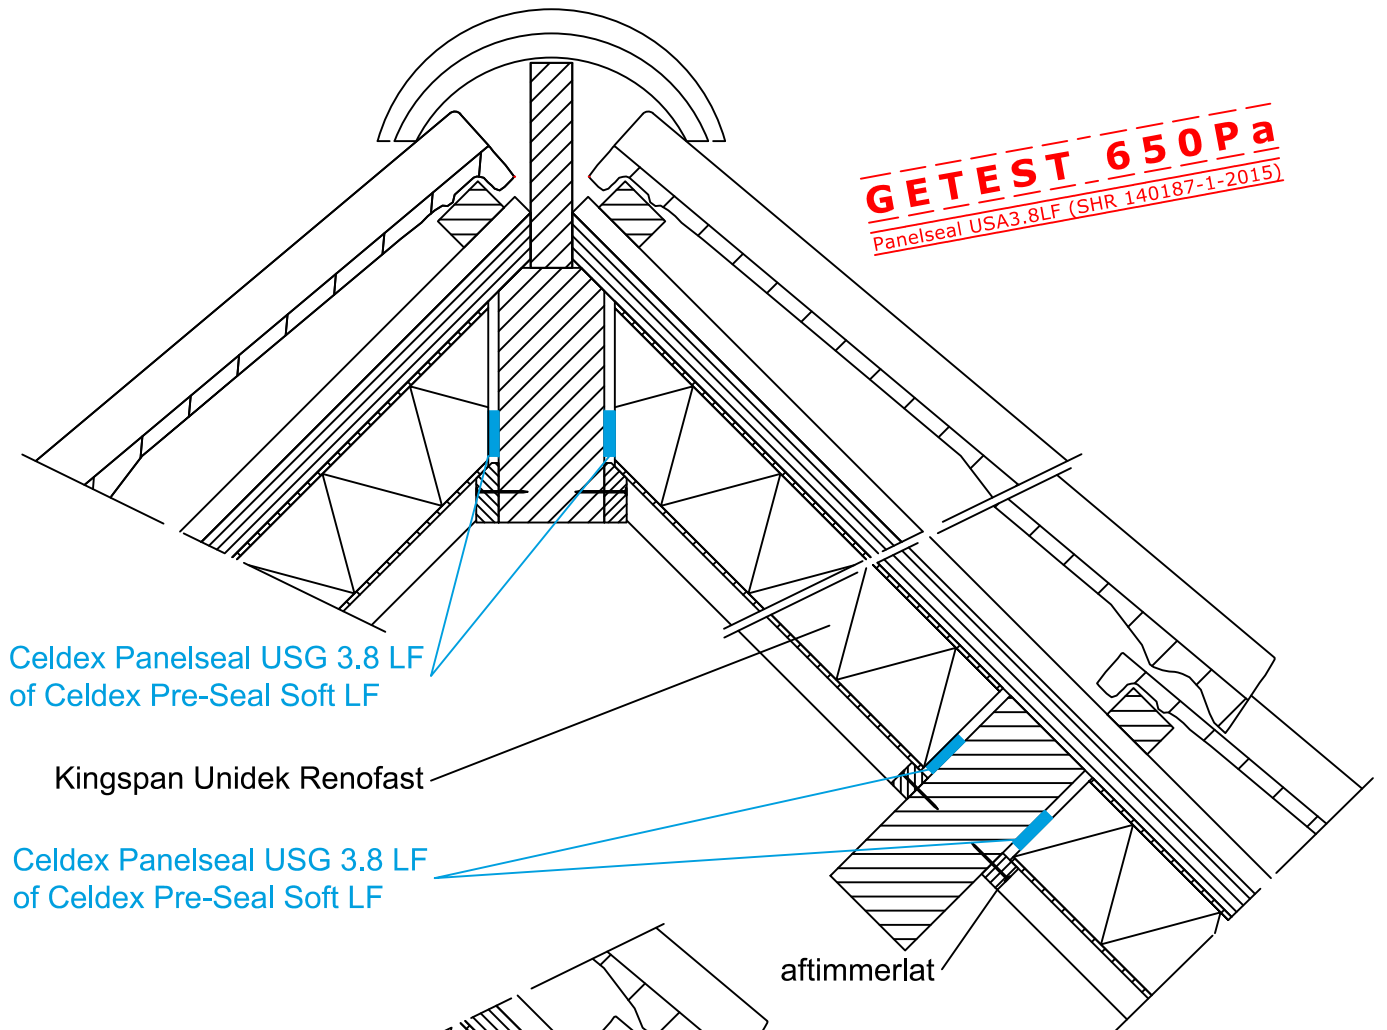 GETEST 650Pa
Panelseal USA3.8LF (SHR 140187-1-2015)
Celdex Panelseal USG 3.8 LF
of Celdex Pre-Seal Soft LF
Kingspan Unidek Renofast
Celdex Panelseal USG 3.8 LF
of Celdex Pre-Seal Soft LF
aftimmerlat